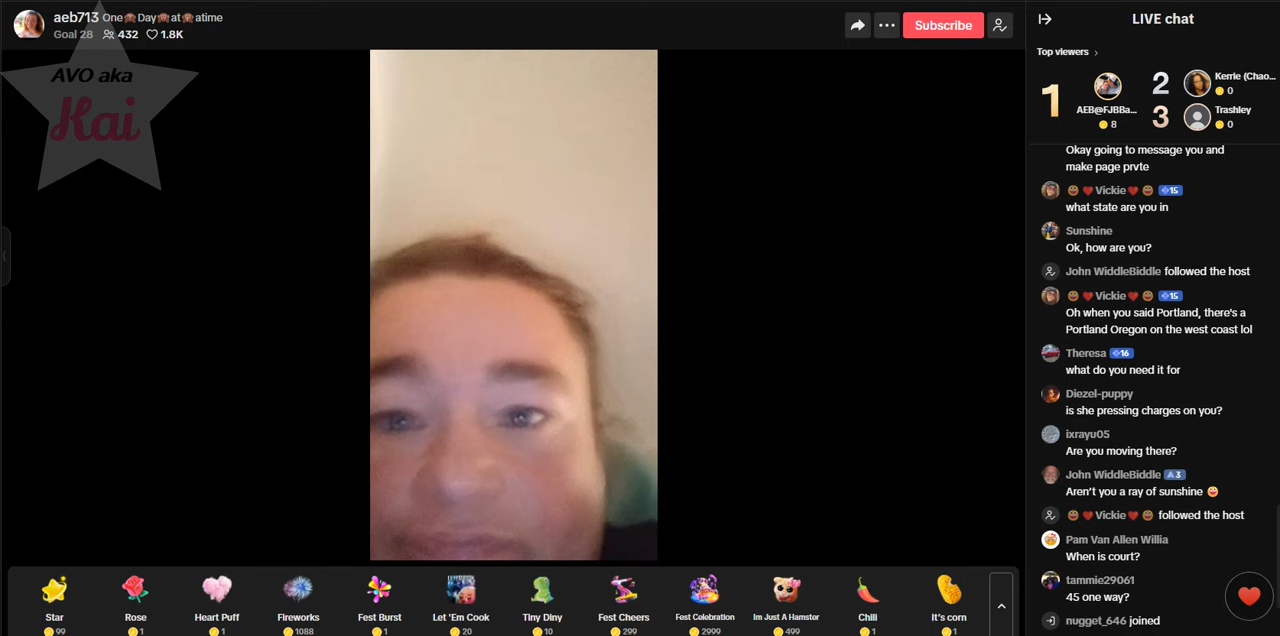 aeb713 One🙈Day🙈at🙈atime
Goal 28 432 1.8K
Subscribe
AVO aka
Kai
LIVE chat
Top viewers >
1 AEB@FJBBa... 8
2 Kerrie (Chao... 0
3 Trashley 0
Okay going to message you and
make page prvte
Vickie 15
what state are you in
Sunshine
Ok, how are you?
John WiddleBiddle followed the host
Vickie 15
Oh when you said Portland, there's a
Portland Oregon on the west coast lol
Theresa 16
what do you need it for
Diezel-puppy
is she pressing charges on you?
ixrayu05
Are you moving there?
John WiddleBiddle 3
Aren't you a ray of sunshine
Vickie followed the host
Pam Van Allen Willia
When is court?
tammie29061
45 one way?
nugget_646 joined
Star Rose Heart Puff Fireworks Fest Burst Let 'Em Cook Tiny Diny Fest Cheers Fest Celebration Im Just A Hamster Chili It's corn
99 1 1 1088 1 20 10 299 2999 499 1 1